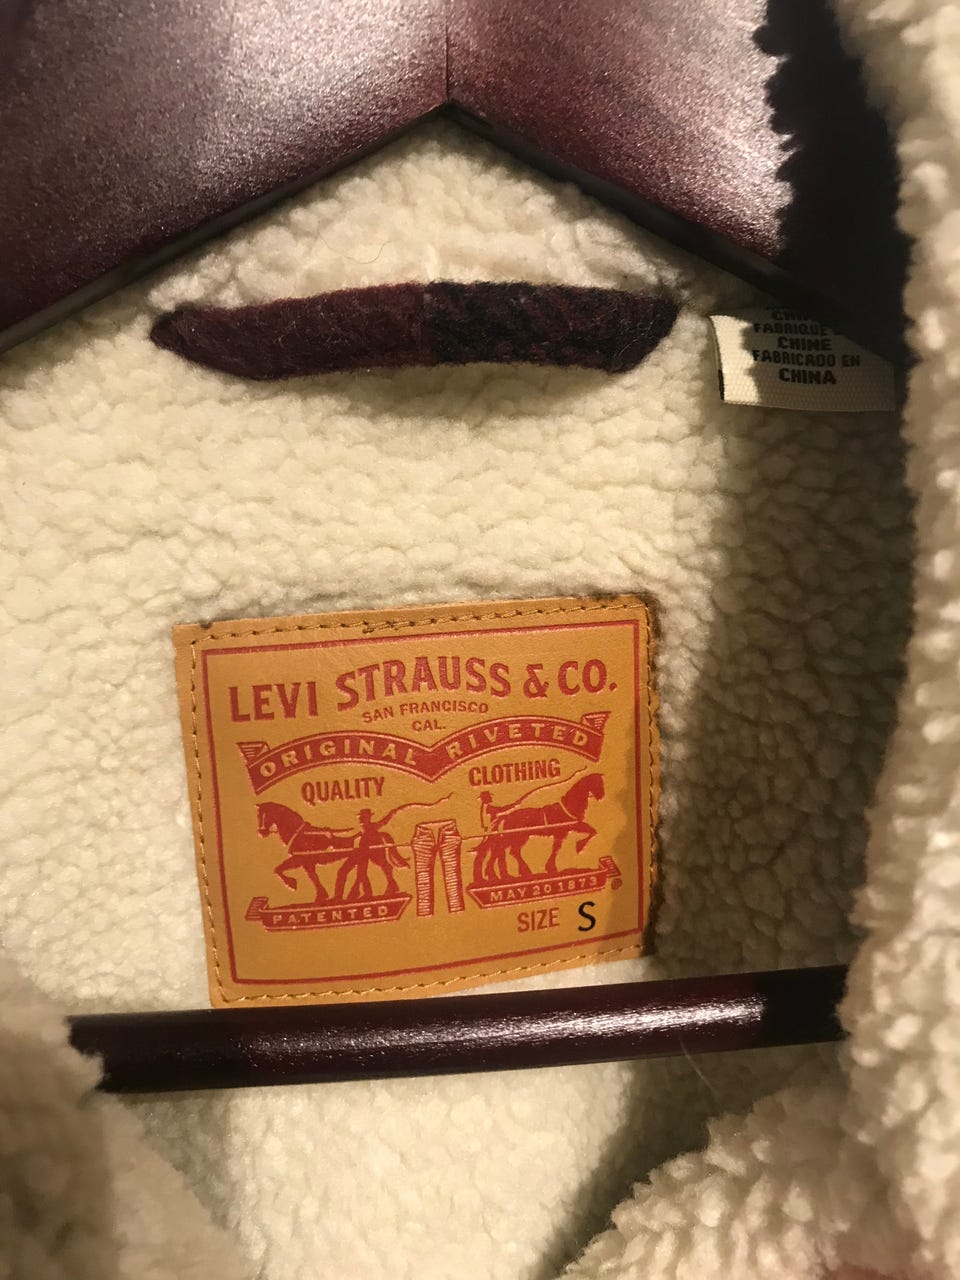 FABRIQUE
CHINE
FABRICADO EN
CHINA
LEVI STRAUSS & CO.
SAN FRANCISCO
CAL.
ORIGINAL RIVETED
QUALITY CLOTHING
PATENTED MAY 20 1873 ®
SIZE S